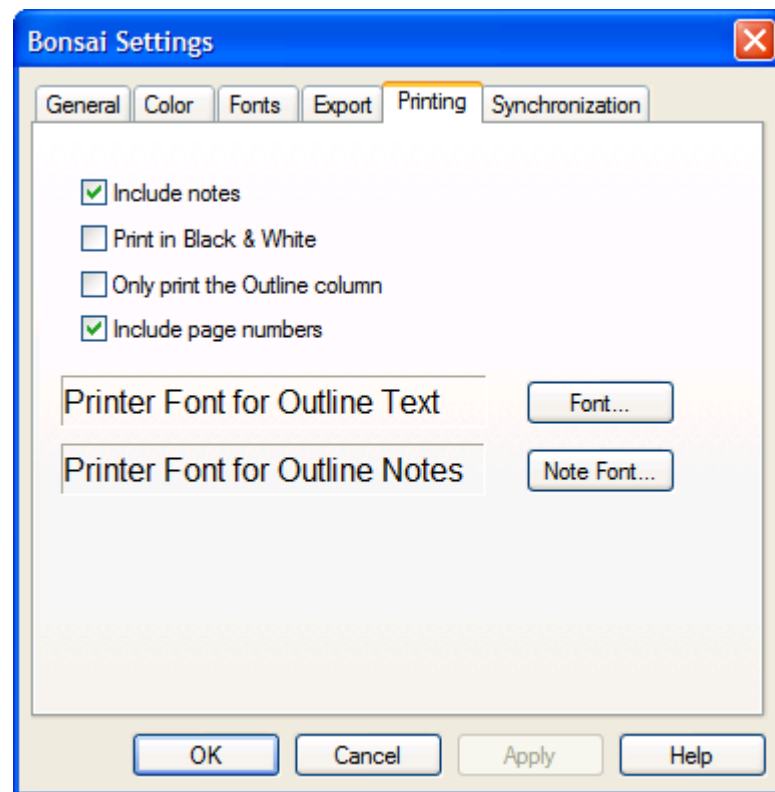 Bonsai Settings
General Color Fonts Export Printing Synchronization
Include notes
Print in Black & White
Only print the Outline column
Include page numbers
Printer Font for Outline Text Font...
Printer Font for Outline Notes Note Font...
OK Cancel Apply Help